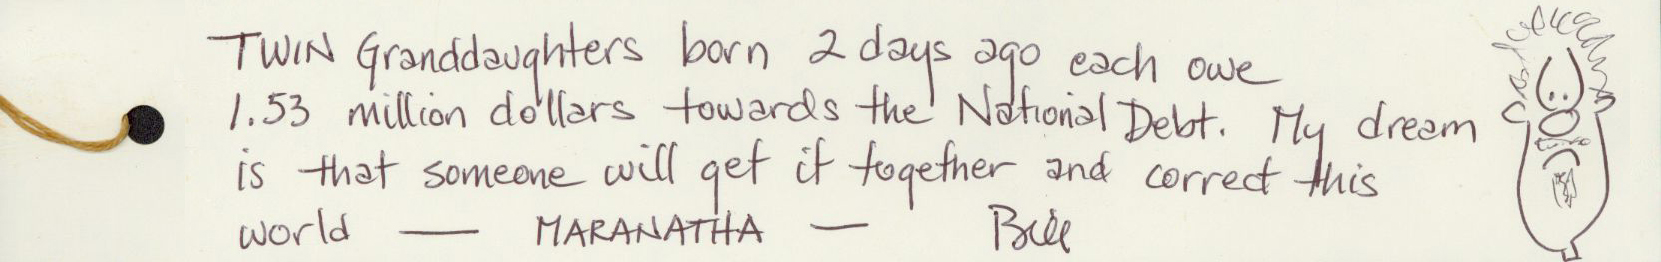 TWIN Granddaughters born 2 days ago each owe
1.53 million dollars towards the National Debt. My dream
is that someone will get it together and correct this
world — MARANATHA — Bill